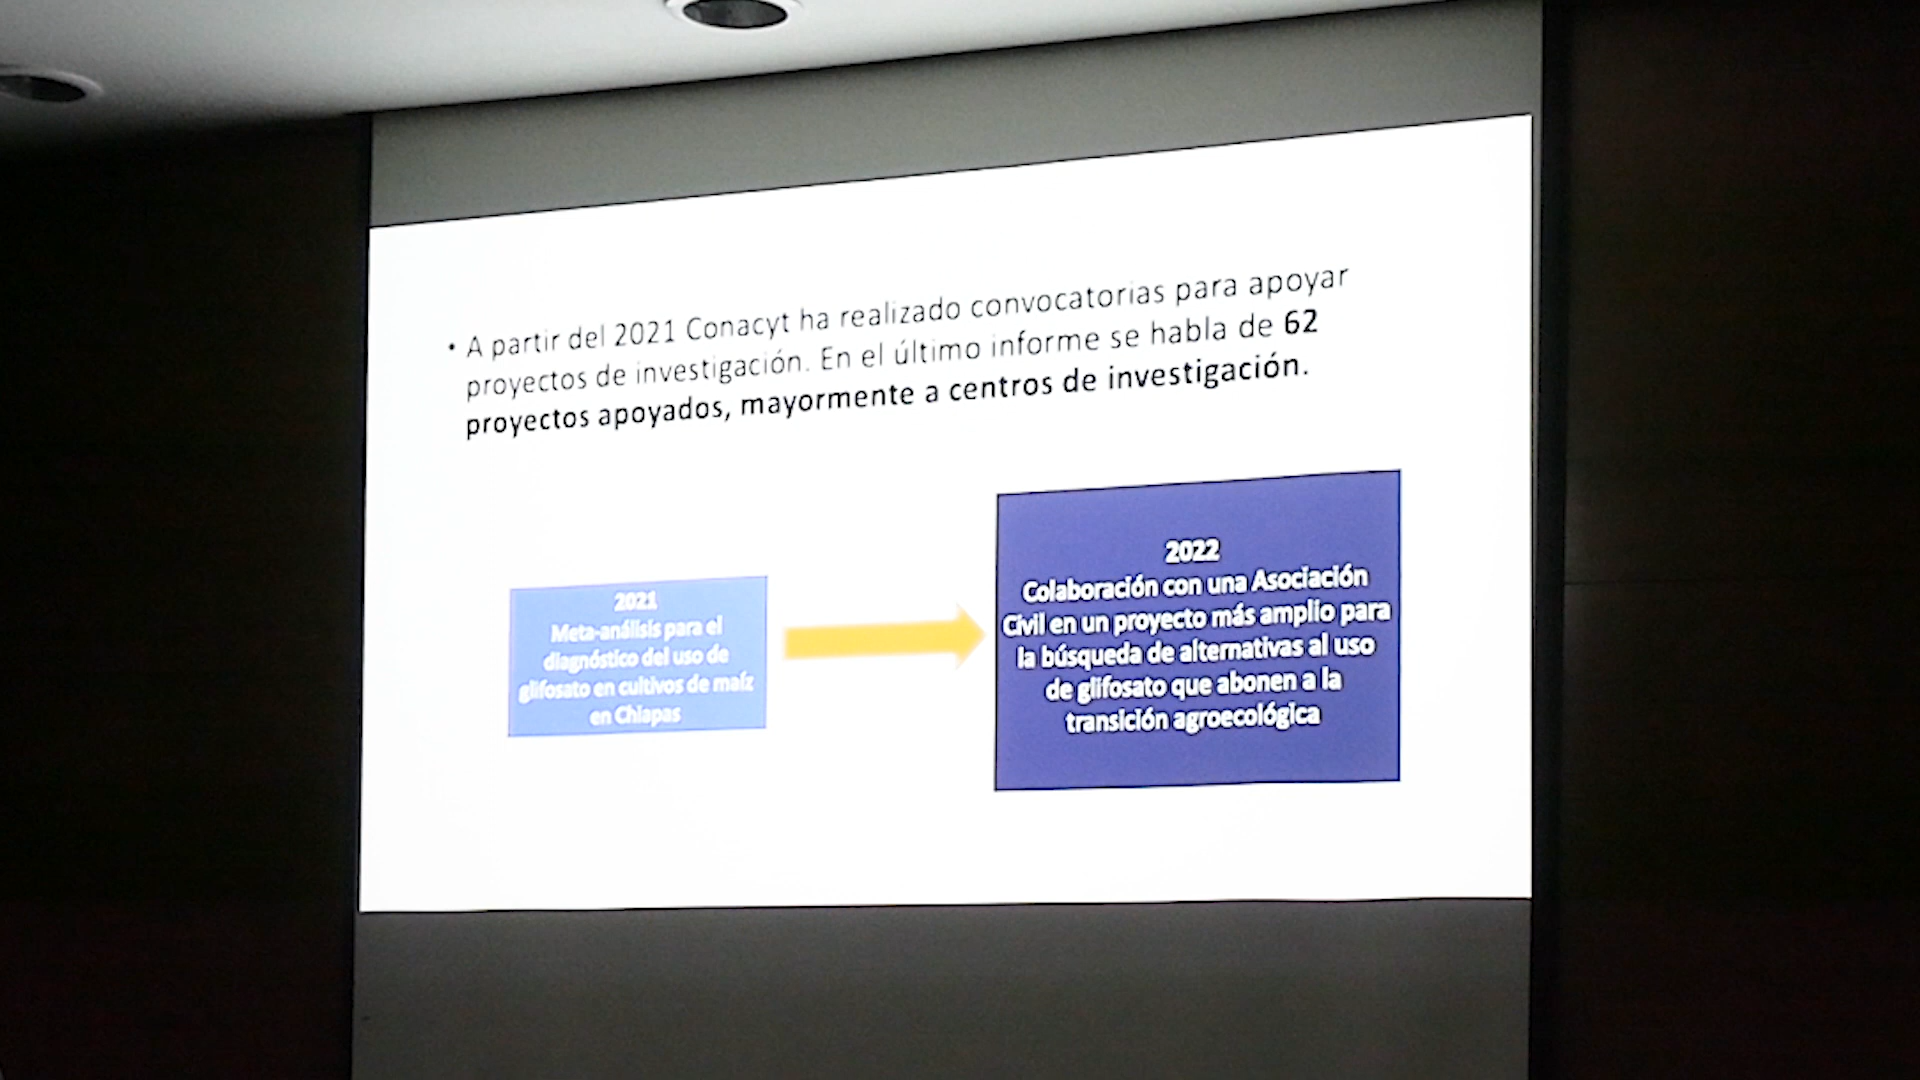 • A partir del 2021 Conacyt ha realizado convocatorias para apoyar
proyectos de investigación. En el último informe se habla de 62
proyectos apoyados, mayormente a centros de investigación.
2021
Meta-análisis para el
diagnóstico del uso de
glifosato en cultivos de maíz
en Chiapas
2022
Colaboración con una Asociación
Civil en un proyecto más amplio para
la búsqueda de alternativas al uso
de glifosato que abonen a la
transición agroecológica